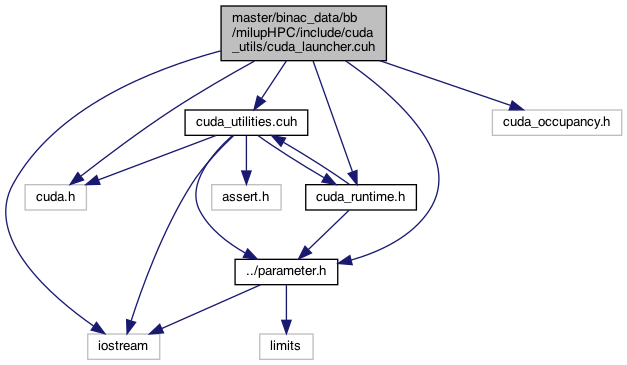 master/binac_data/bb
/milupHPC/include/cuda
_utils/cuda_launcher.cuh
cuda_utilities.cuh
cuda_occupancy.h
cuda.h
assert.h
cuda_runtime.h
../parameter.h
iostream
limits